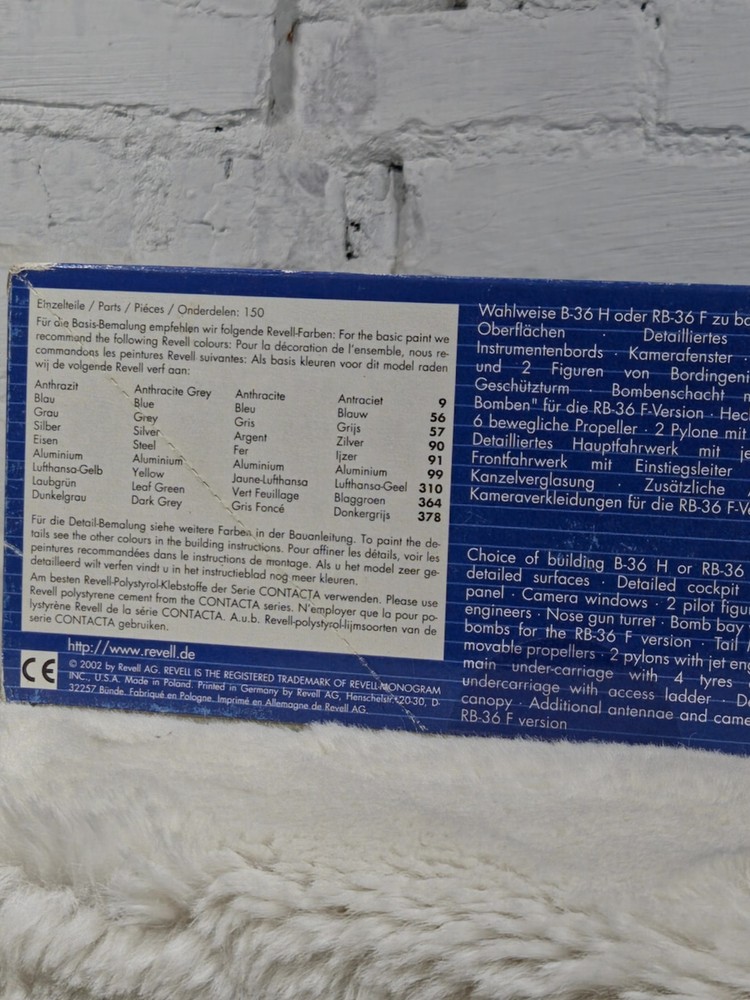 Einzelteile / Parts / Piéces / Onderdelen: 150
Für die Basis-Bemalung empfehlen wir folgende Revell-Farben: For the basic paint we
recommend the following Revell colours: Pour la décoration de l'ensemble, nous re-
commandons les peintures Revell suivantes: Als basis kleuren voor dit model raden
wij de volgende Revell verf aan:
Anthrazit Anthracite Grey Anthracite Antraciet 9
Blau Blue Bleu Blauw 56
Grau Grey Gris Grijs 57
Silber Silver Argent Zilver 90
Eisen Steel Fer Ijzer 91
Aluminium Aluminium Aluminium Aluminium 99
Lufthansa-Gelb Yellow Jaune-Lufthansa Lufthansa-Geel 310
Laubgrün Leaf Green Vert Feuillage Blaggroen 364
Dunkelgrau Dark Grey Gris Foncé Donkergrijs 378
Für die Detail-Bemalung siehe weitere Farben in der Bauanleitung. To paint the de-
tails see the other colours in the building instructions. Pour affiner les détails, voir les
peintures recommandées dans le instructions de montage. Als u het model zeer ge-
detailleerd wilt verfen vindt u in het instructieblad nog meer kleuren.
Am besten Revell-Polystyrol-Klebstoffe der Serie CONTACTA verwenden. Please use
Revell polystyrene cement from the CONTACTA series. N'employer que la pour po-
lystyrène Revell de la série CONTACTA. A.u.b. Revell-polystyrol-lijmsoorten van de
serie CONTACTA gebruiken.
http://www.revell.de
CE
© 2002 by Revell AG. REVELL IS THE REGISTERED TRADEMARK OF REVELL-MONOGRAM
INC., U.S.A. Made in Poland. Printed in Germany by Revell AG, Henschelstr. 20-30, D-
32257 Bünde. Fabriqué en Pologne. Imprimé en Allemagne de Revell AG.
Wahlweise B-36 H oder RB-36 F zu
Oberflächen · Detailliertes
Instrumentenbords · Kamerafenster ·
und 2 Figuren von
Geschützturm · Bombenschacht
Bomben" für die RB-36 F-Version ·
6 bewegliche Propeller · 2 Pylone mit
Detailliertes Hauptfahrwerk mit
Frontfahrwerk mit Einstiegsleiter
Kanzelverglasung · Zusätzliche
Kameraverkleidungen für die RB-36
Choice of building B-36 H or RB-36
detailed surfaces · Detailed cockpit
panel · Camera windows · 2 pilot
engineers · Nose gun turret · Bomb bay
bombs for the RB-36 F version · Tail
movable propellers · 2 pylons with jet
main under-carriage with 4 tyres
undercarriage with access ladder ·
canopy · Additional antennae and
RB-36 F version